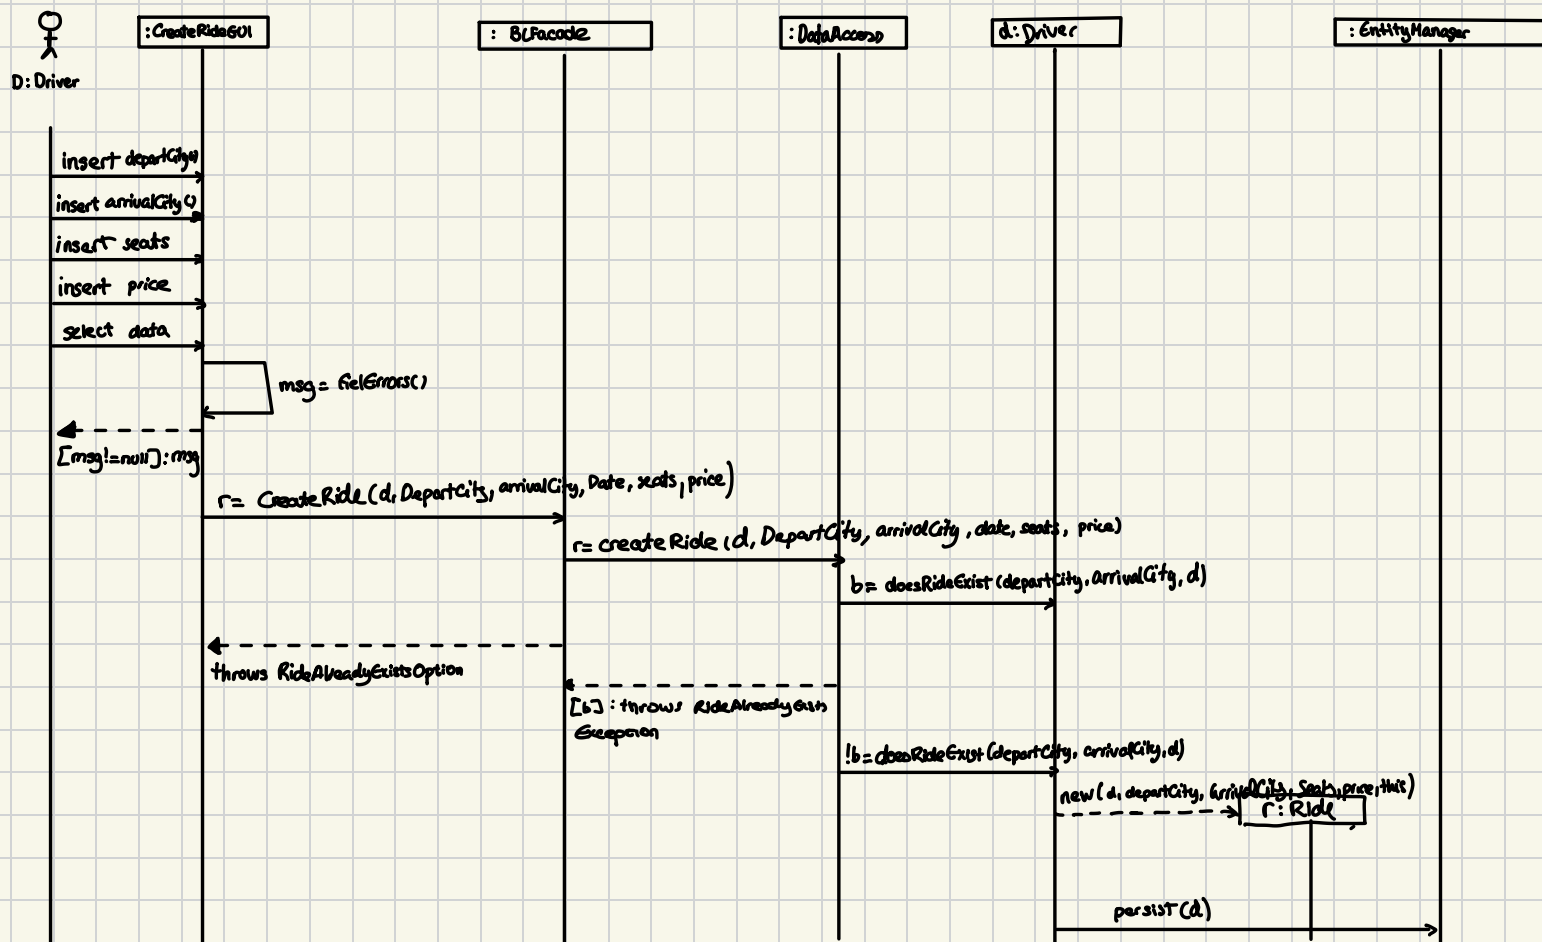 :CreateRideGUI
: BLFacade
:DataAcceso
d:Driver
: EntityManager
D:Driver
insert departCity()
insert arrivalCity()
insert seats
insert price
select data
msg= fielErrors()
[msg!=null]:msg
r= CreateRide(d, DepartCity, arrivalCity, Date, seats, price)
r=createRide (d, DepartCity, arrivalCity, date, seats, price)
b= doesRideExist(departCity, arrivalCity, d)
throws RideAlreadyExistsOption
[b] : throws RideAlreadyExists
Exception
!b=doesRideExist(departCity, arrivalCity,d)
new(d, departCity, arrivalCity, Seats, price, this)
r:Ride
persist(d)